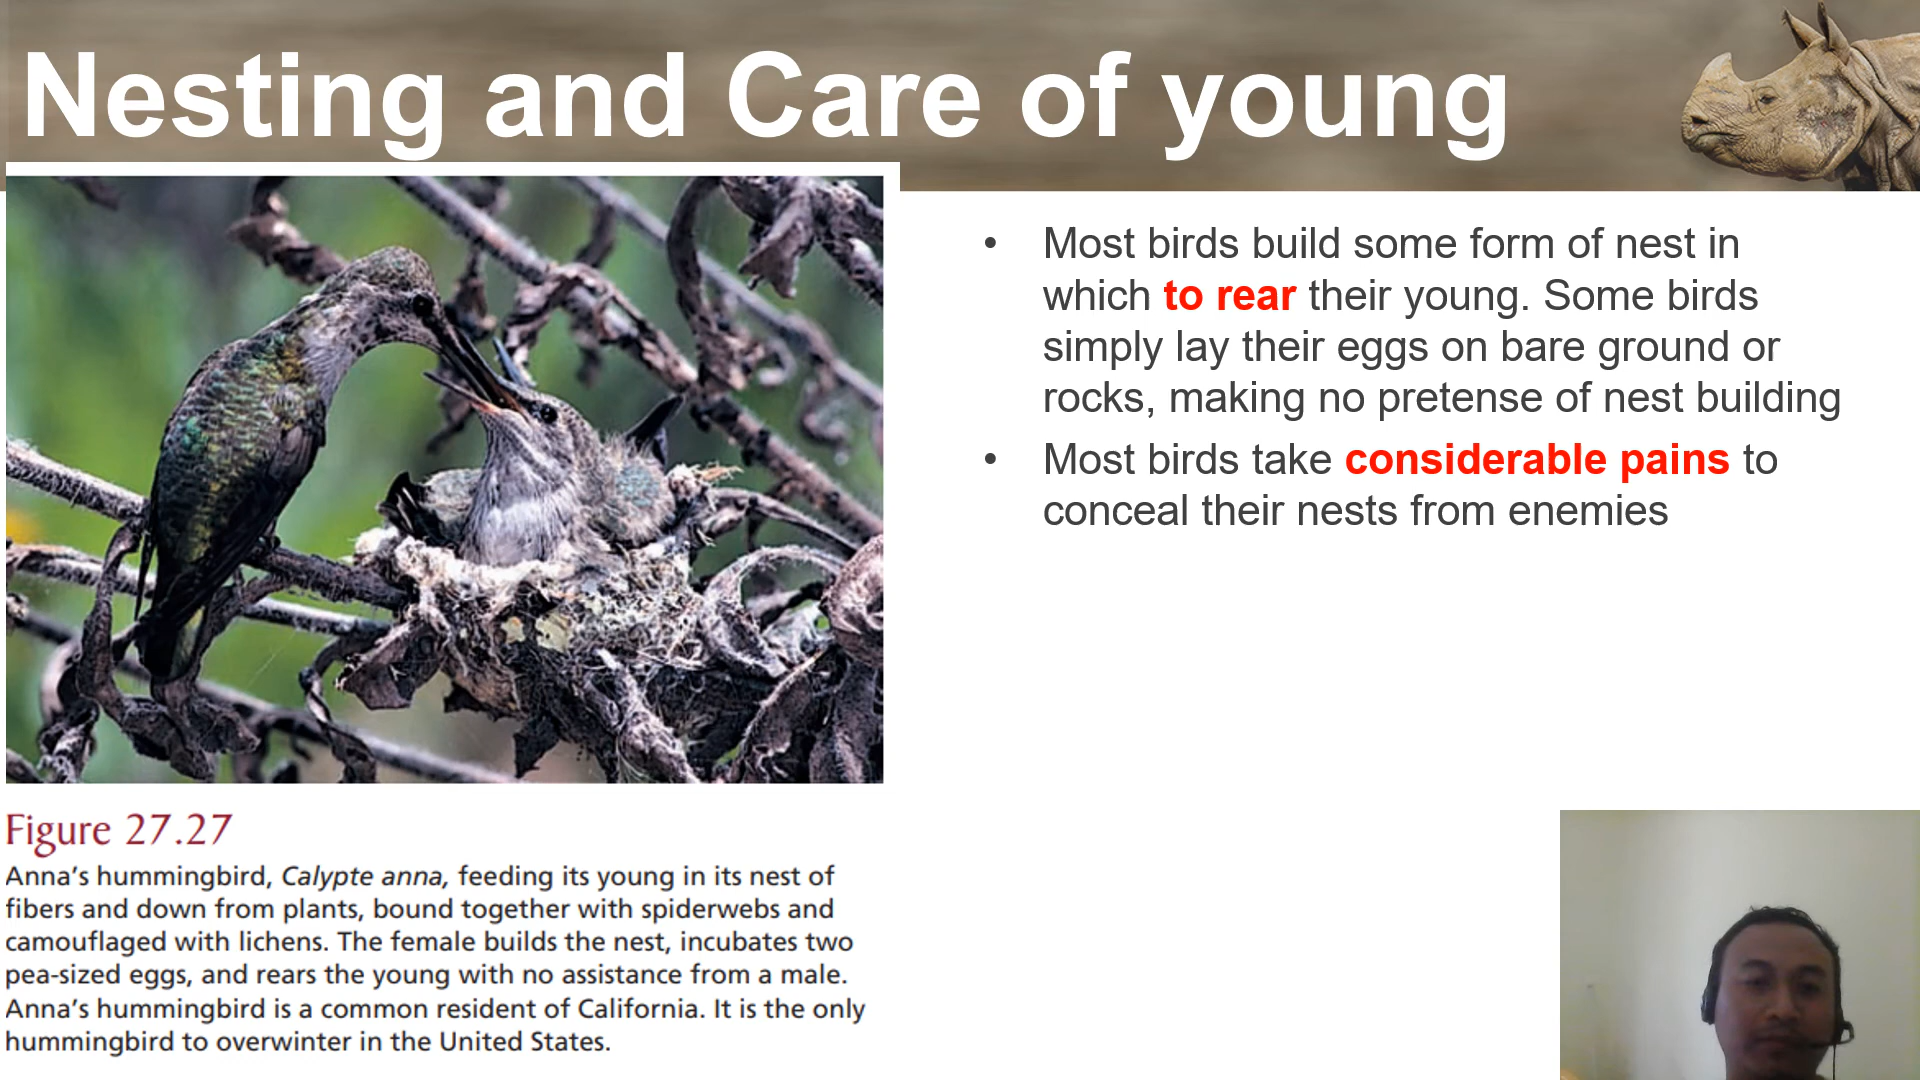 Nesting and Care of young
• Most birds build some form of nest in
which to rear their young. Some birds
simply lay their eggs on bare ground or
rocks, making no pretense of nest building
• Most birds take considerable pains to
conceal their nests from enemies
Figure 27.27
Anna’s hummingbird, Calypte anna, feeding its young in its nest of
fibers and down from plants, bound together with spiderwebs and
camouflaged with lichens. The female builds the nest, incubates two
pea-sized eggs, and rears the young with no assistance from a male.
Anna’s hummingbird is a common resident of California. It is the only
hummingbird to overwinter in the United States.